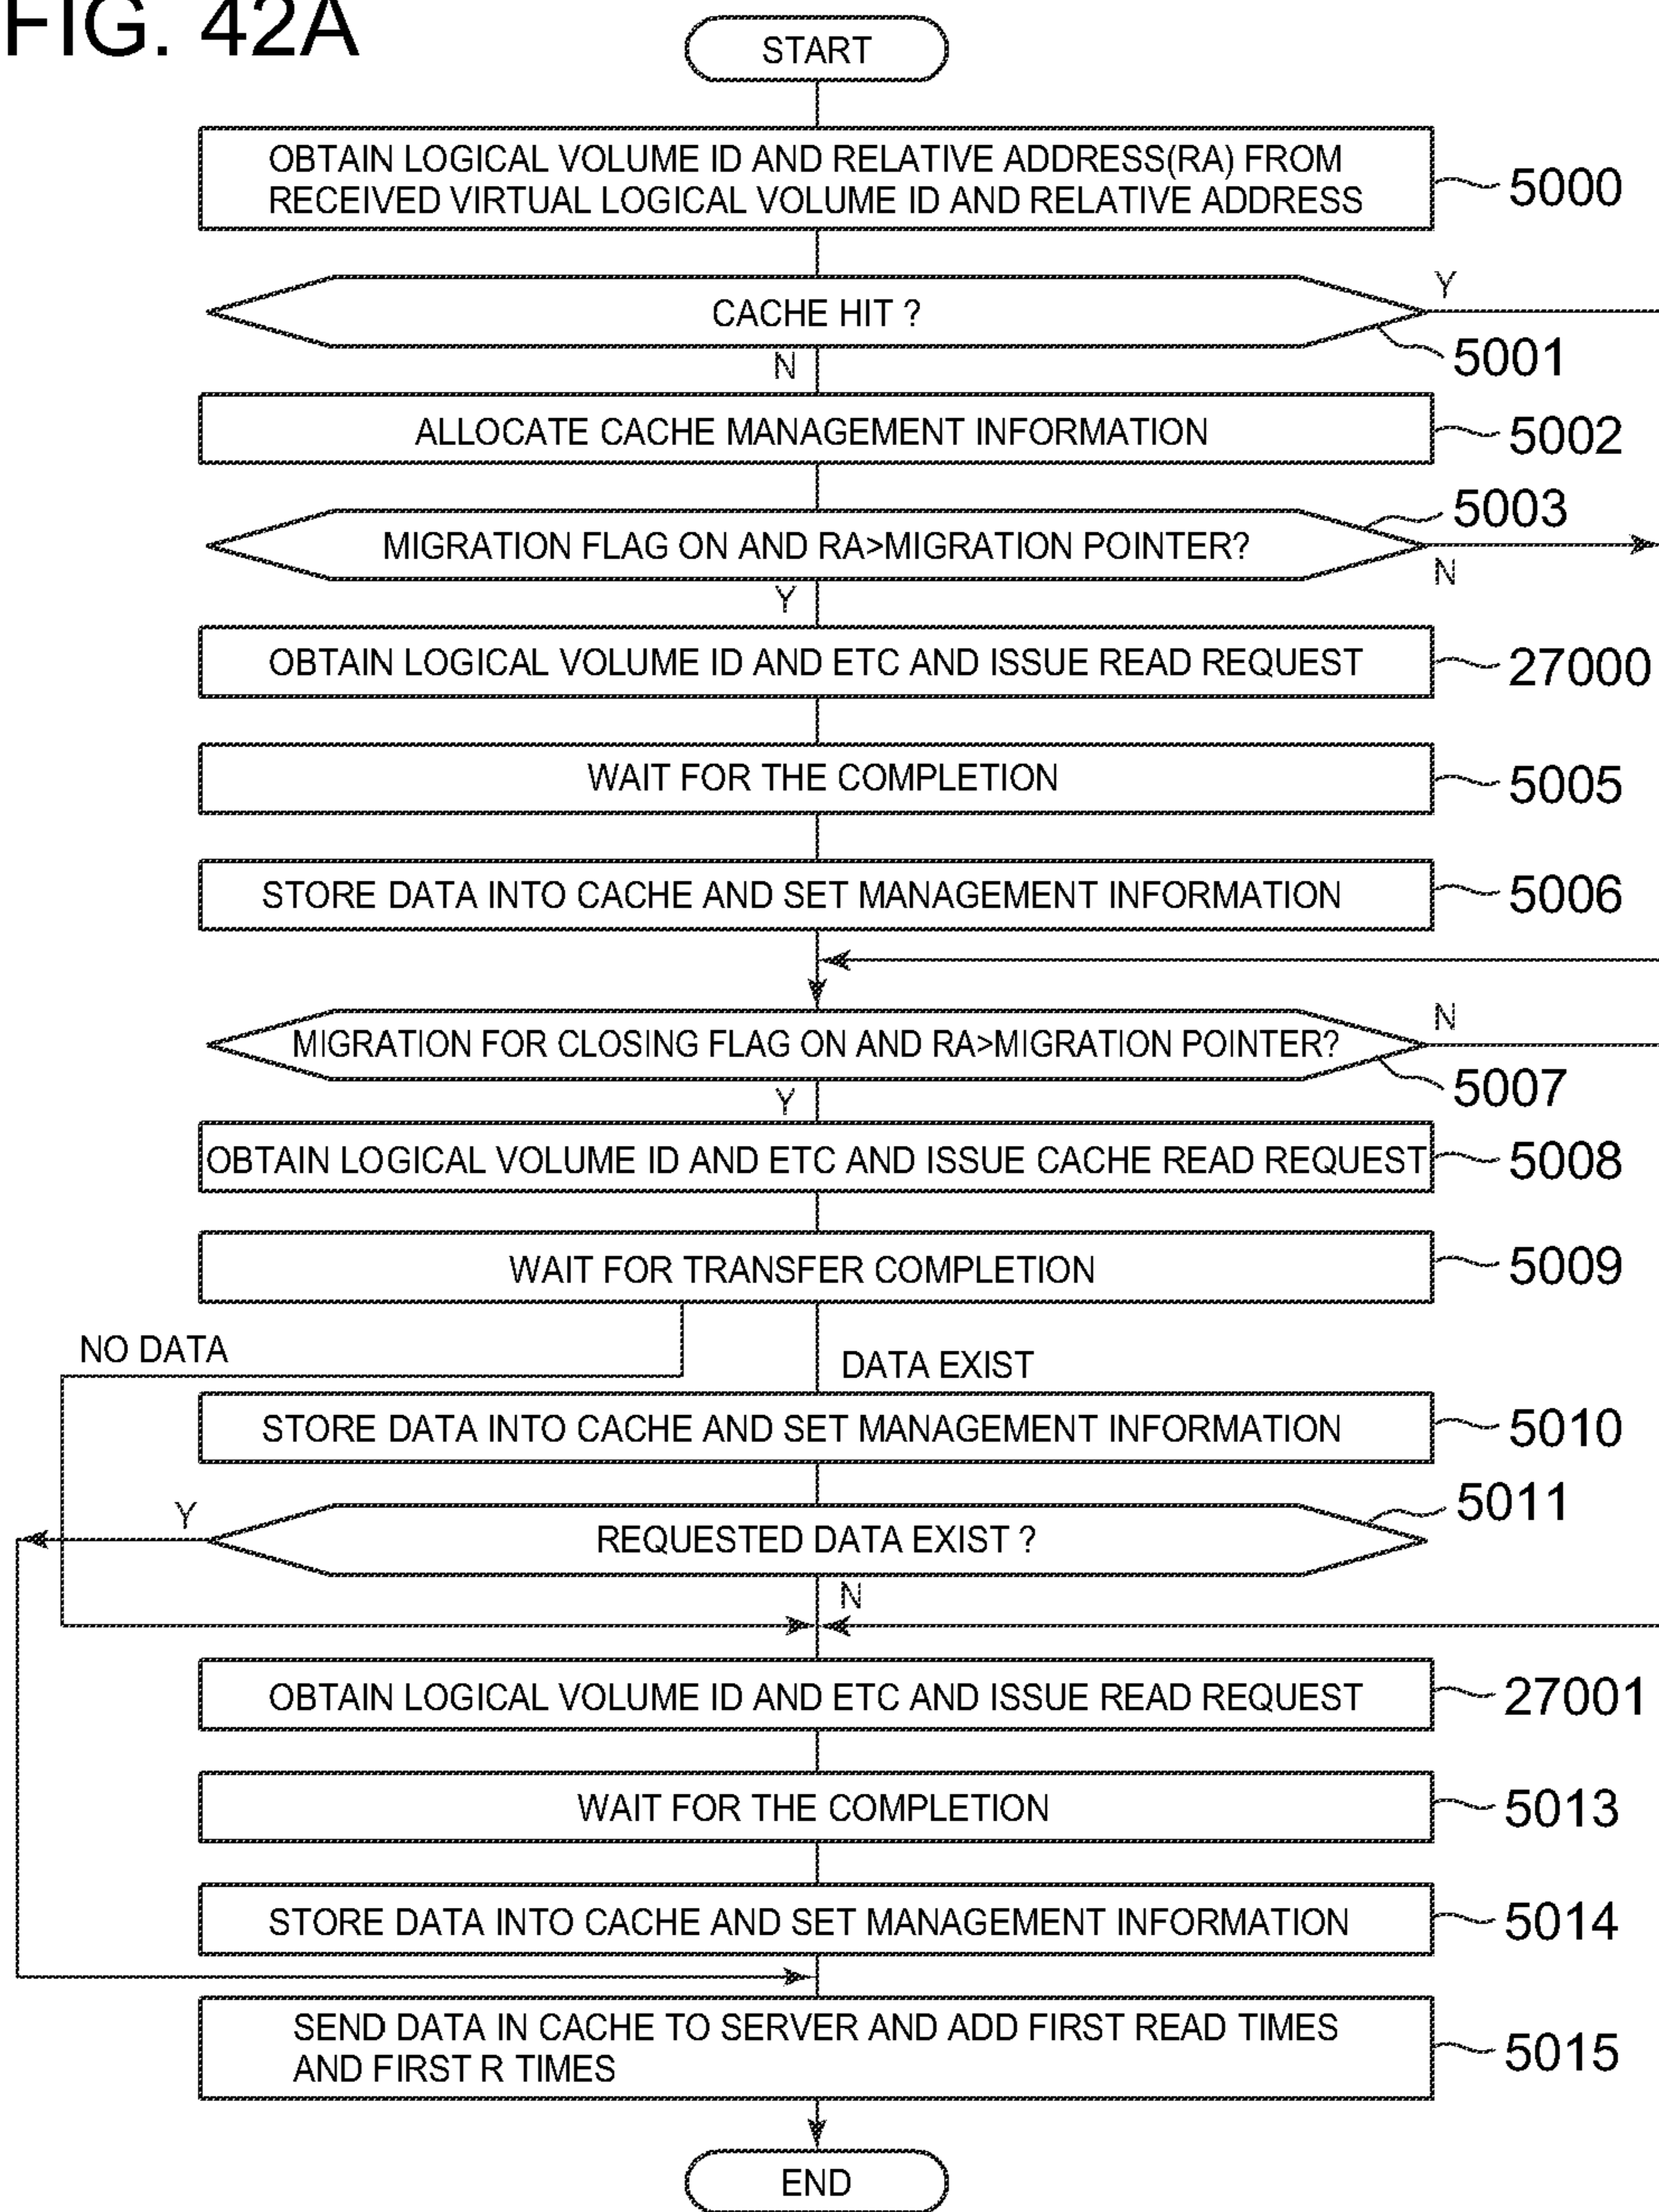 FIG. 42A
START
OBTAIN LOGICAL VOLUME ID AND RELATIVE ADDRESS(RA) FROM
RECEIVED VIRTUAL LOGICAL VOLUME ID AND RELATIVE ADDRESS
5000
CACHE HIT ?
Y
5001
N
ALLOCATE CACHE MANAGEMENT INFORMATION
5002
5003
MIGRATION FLAG ON AND RA>MIGRATION POINTER?
N
Y
OBTAIN LOGICAL VOLUME ID AND ETC AND ISSUE READ REQUEST
27000
WAIT FOR THE COMPLETION
5005
STORE DATA INTO CACHE AND SET MANAGEMENT INFORMATION
5006
N
MIGRATION FOR CLOSING FLAG ON AND RA>MIGRATION POINTER?
5007
Y
OBTAIN LOGICAL VOLUME ID AND ETC AND ISSUE CACHE READ REQUEST
5008
WAIT FOR TRANSFER COMPLETION
5009
NO DATA
DATA EXIST
STORE DATA INTO CACHE AND SET MANAGEMENT INFORMATION
5010
5011
Y
REQUESTED DATA EXIST ?
N
OBTAIN LOGICAL VOLUME ID AND ETC AND ISSUE READ REQUEST
27001
WAIT FOR THE COMPLETION
5013
STORE DATA INTO CACHE AND SET MANAGEMENT INFORMATION
5014
SEND DATA IN CACHE TO SERVER AND ADD FIRST READ TIMES
AND FIRST R TIMES
5015
END